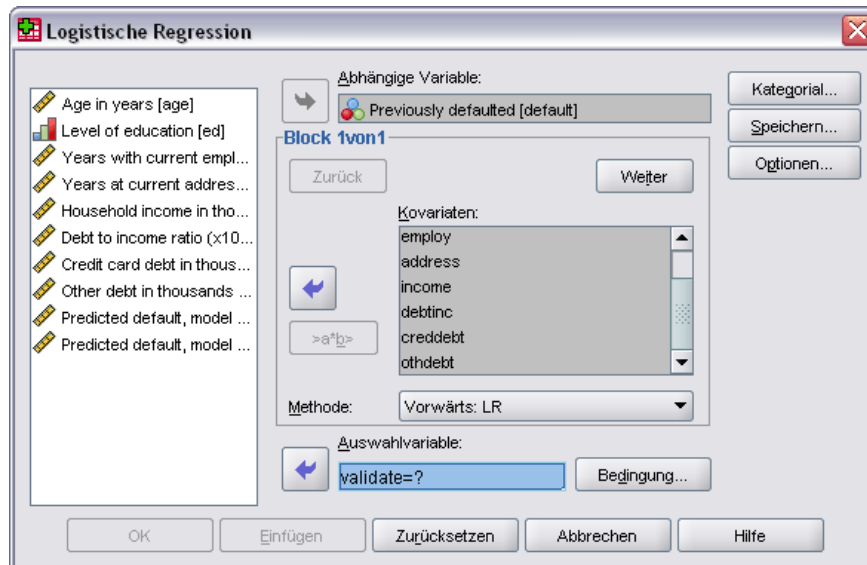 Logistische Regression
Age in years [age]
Level of education [ed]
Years with current empl...
Years at current addres...
Household income in tho...
Debt to income ratio (x10...
Credit card debt in thous...
Other debt in thousands ...
Predicted default, model ...
Predicted default, model ...
Abhängige Variable:
Previously defaulted [default]
Block 1von1
Zurück
Weiter
Kovariaten:
employ
address
income
debtinc
creddebt
othdebt
>a*b>
Methode:
Vorwärts: LR
Auswahlvariable:
validate=?
Bedingung...
Kategorial...
Speichern...
Optionen...
OK
Einfügen
Zurücksetzen
Abbrechen
Hilfe